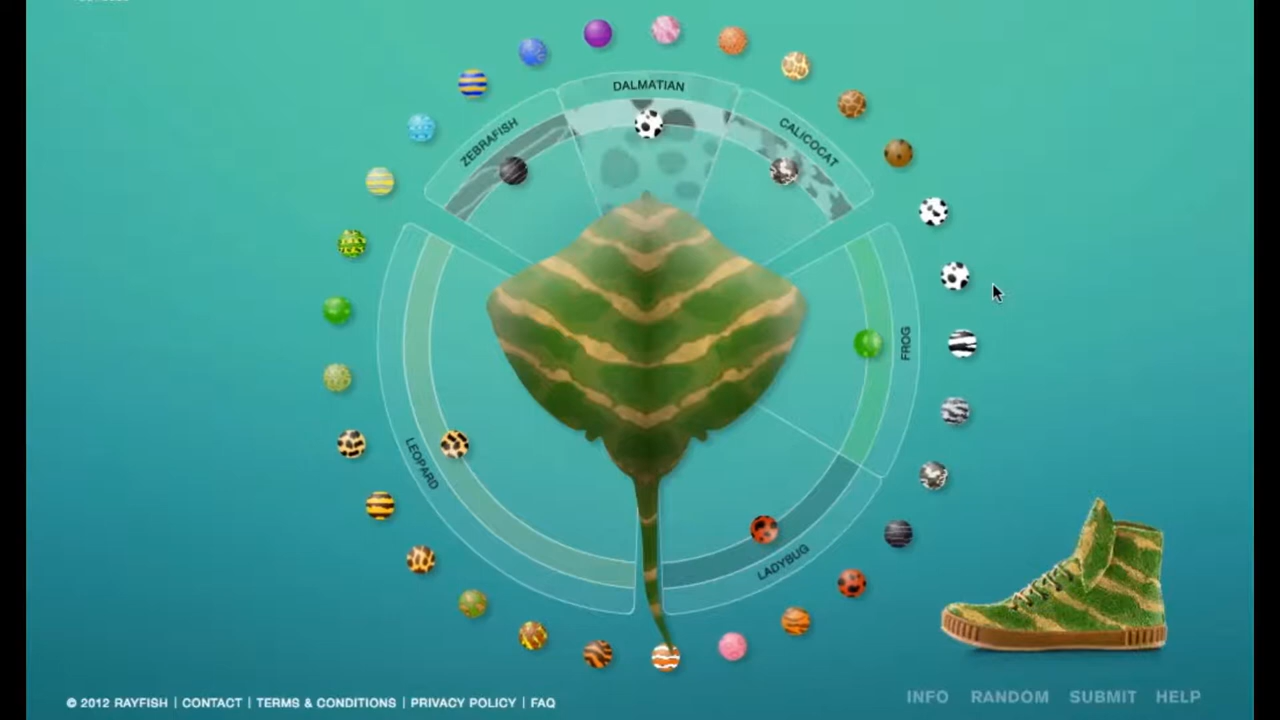 DALMATIAN
ZEBRAFISH
CALICOCAT
FROG
LEOPARD
LADYBUG
© 2012 RAYFISH | CONTACT | TERMS & CONDITIONS | PRIVACY POLICY | FAQ
INFO RANDOM SUBMIT HELP